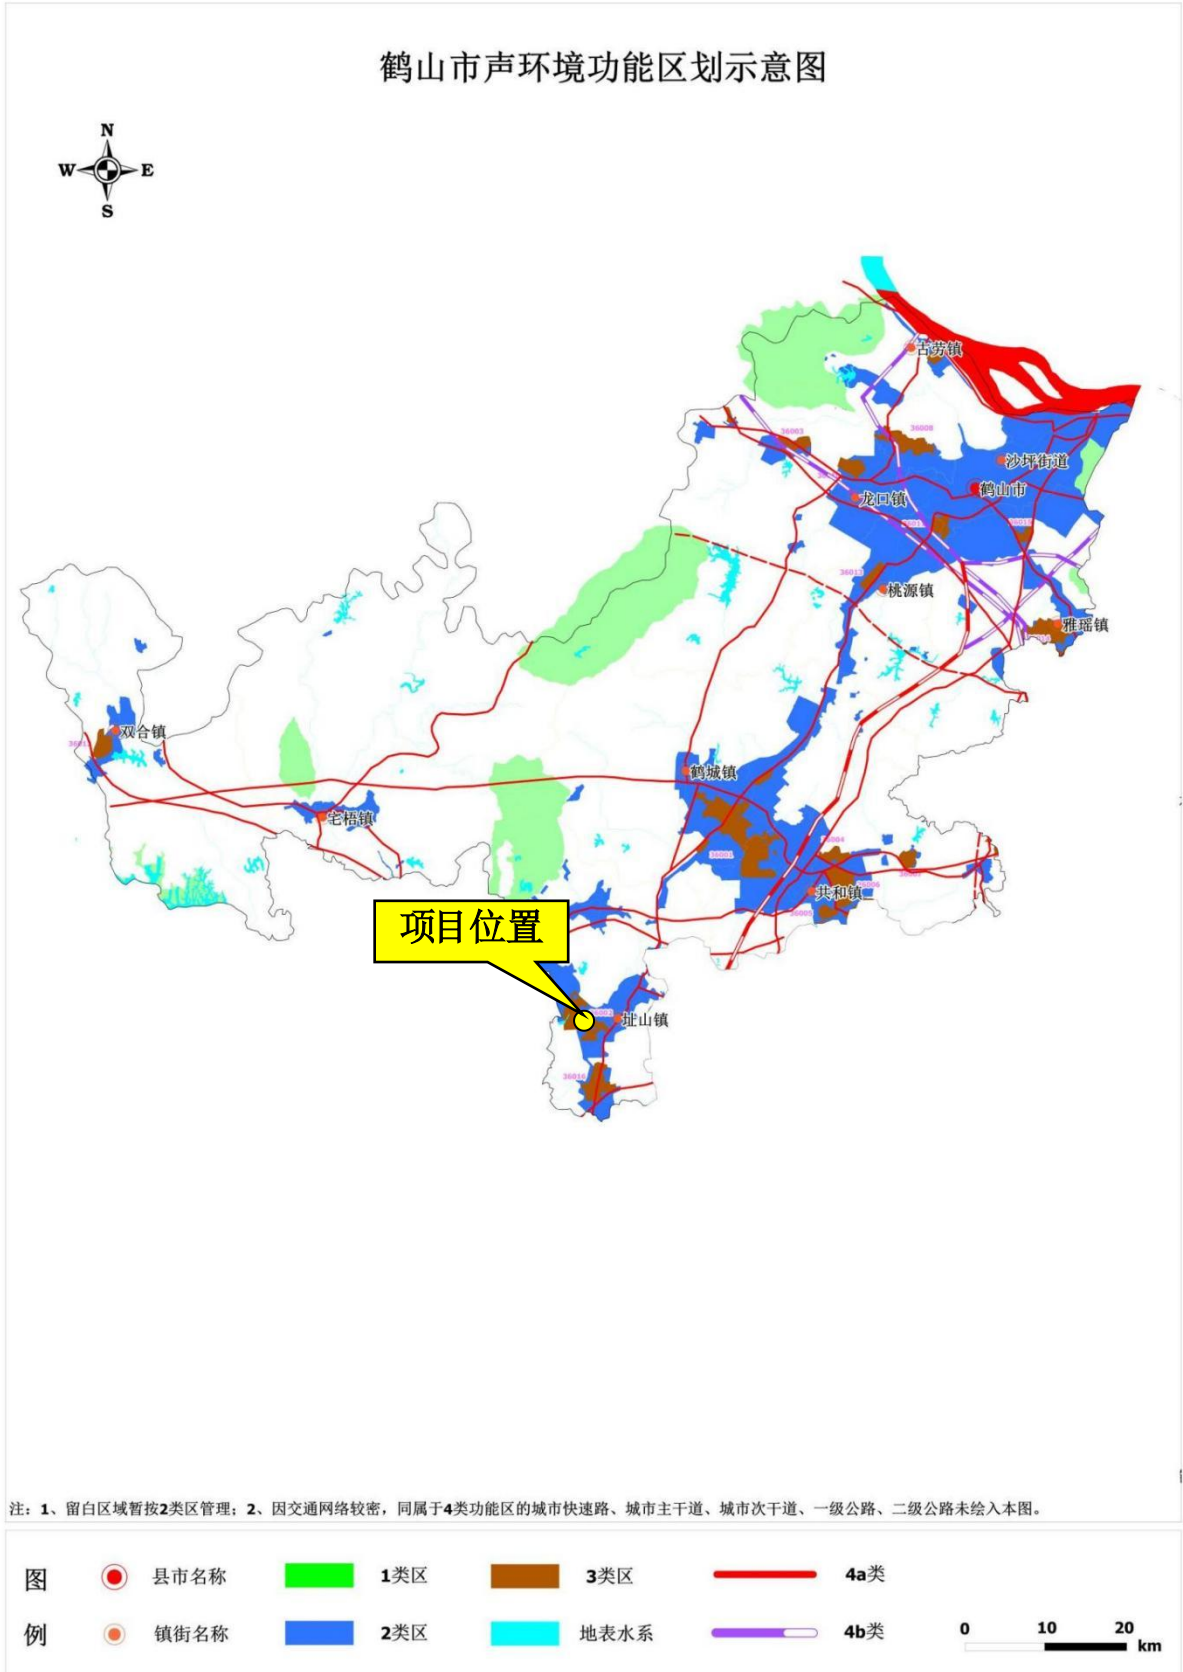 鹤山市声环境功能区划示意图
N
W E
S
古劳镇
36003
36008
沙坪街道
鹤山市
龙口镇
桃源镇
雅瑶镇
双合镇
鹤城镇
宅梧镇
36001
36004
共和镇
36006
36005
项目位置
址山镇
36016
注：1、留白区域暂按2类区管理；2、因交通网络较密，同属于4类功能区的城市快速路、城市主干道、城市次干道、一级公路、二级公路未绘入本图。
图 县市名称 1类区 3类区 4a类
例 镇街名称 2类区 地表水系 4b类
0 10 20
km